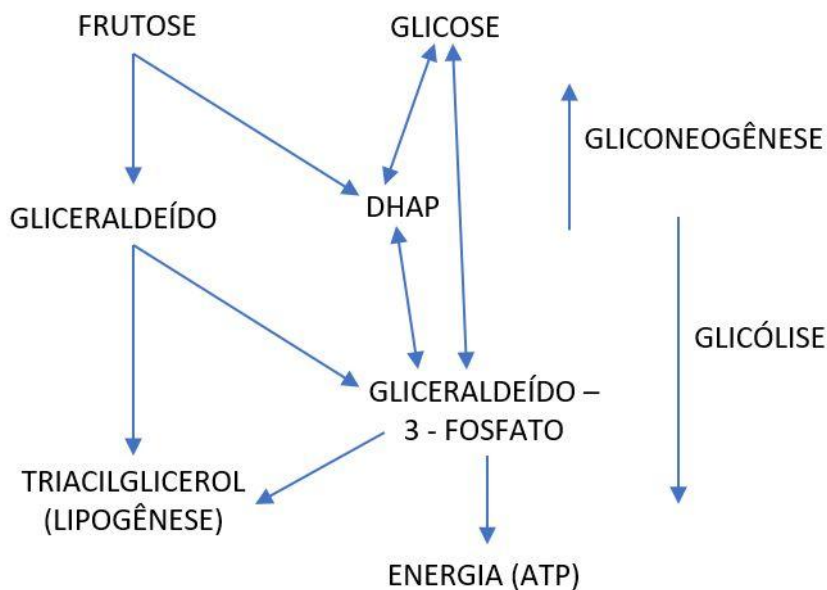 FRUTOSE
GLICOSE
GLICONEOGÊNESE
DHAP
GLICERALDEÍDO
GLICÓLISE
GLICERALDEÍDO –
3 - FOSFATO
TRIACILGLICEROL
(LIPOGÊNESE)
ENERGIA (ATP)